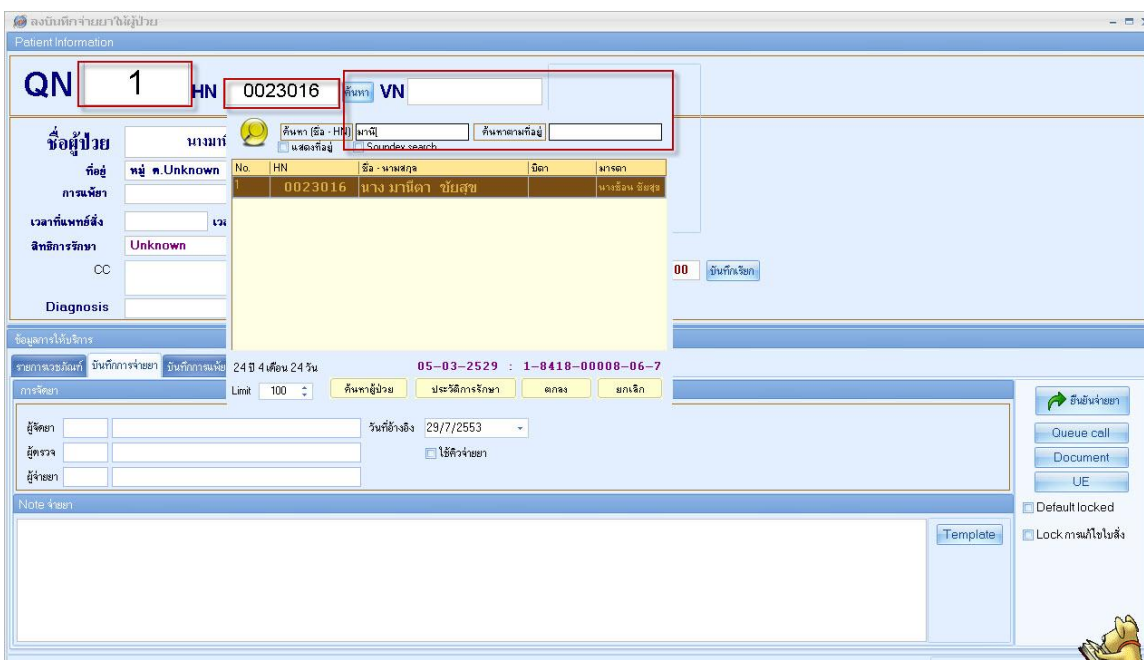 ลงบันทึกจ่ายยาให้ผู้ป่วย
Patient Information
QN 1 HN 0023016 ค้นหา VN
ค้นหา (ชื่อ - HN) มานี ค้นหาตามที่อยู่
แสดงที่อยู่ Soundex search
ชื่อผู้ป่วย นางมานี
No. HN ชื่อ - นามสกุล บิดา มารดา
ที่อยู่ หมู่ ต.Unknown
1 0023016 นาง มานีดา ชัยสุข นางช้อน ชัยสุข
การแพ้ยา
เวลาที่แพทย์สั่ง
สิทธิการรักษา Unknown
CC 00 บันทึกเรียก
Diagnosis
ข้อมูลการให้บริการ
รายการเวชภัณฑ์ บันทึกการจ่ายยา บันทึกการแพ้ย
24 ปี 4 เดือน 24 วัน 05-03-2529 : 1-8418-00008-06-7
Limit 100 ค้นหาผู้ป่วย ประวัติการรักษา ตกลง ยกเลิก
การจัดยา
ยืนยันจ่ายยา
ผู้จัดยา วันที่อ้างอิง 29/7/2553
Queue call
ผู้ตรวจ ใช้คิวจ่ายยา
Document
ผู้จ่ายยา
UE
Note จ่ายยา
Default locked
Template Lock การแก้ไขใบสั่ง